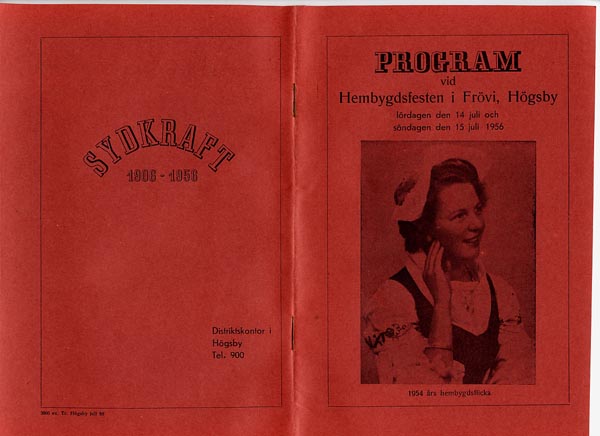 SYDKRAFT
1906 - 1956
Distriktskontor i
Högsby
Tel. 900
Högsby
PROGRAM
vid
Hembygdsfesten i Frövi, Högsby
lördagen den 14 juli och
söndagen den 15 juli 1956
1954 års hembygdsflicka